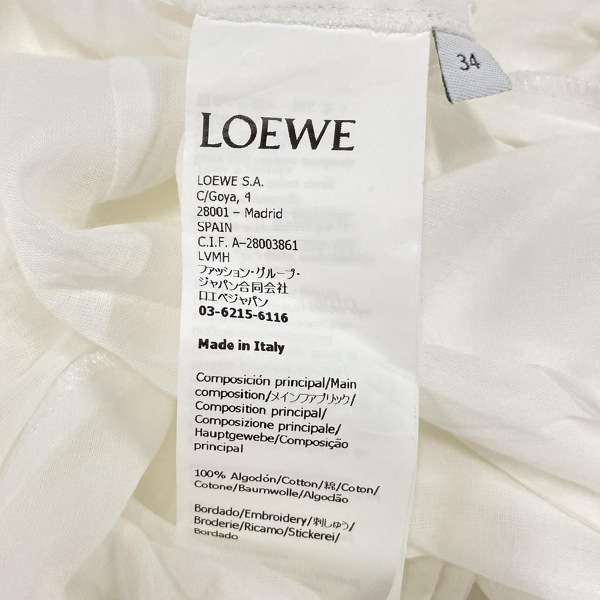 34
LOEWE
LOEWE S.A.
C/Goya, 4
28001 – Madrid
SPAIN
C.I.F. A-28003861
LVMH
ファッション・グループ・
ジャパン合同会社
ロエベジャパン
03-6215-6116
Made in Italy
Composición principal/Main
composition/メインファブリック/
Composition principal/
Composizione principale/
Hauptgewebe/Composição
principal
100% Algodón/Cotton/綿/Coton/
Cotone/Baumwolle/Algodão
Bordado/Embroidery/刺しゅう/
Broderie/Ricamo/Stickerei/
Bordado